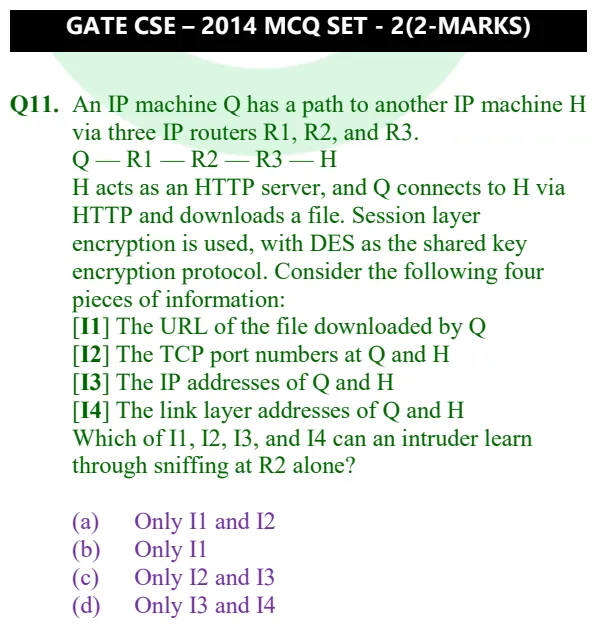 GATE CSE – 2014 MCQ SET - 2(2-MARKS)
Q11. An IP machine Q has a path to another IP machine H
via three IP routers R1, R2, and R3.
Q — R1 — R2 — R3 — H
H acts as an HTTP server, and Q connects to H via
HTTP and downloads a file. Session layer
encryption is used, with DES as the shared key
encryption protocol. Consider the following four
pieces of information:
[I1] The URL of the file downloaded by Q
[I2] The TCP port numbers at Q and H
[I3] The IP addresses of Q and H
[I4] The link layer addresses of Q and H
Which of I1, I2, I3, and I4 can an intruder learn
through sniffing at R2 alone?
(a) Only I1 and I2
(b) Only I1
(c) Only I2 and I3
(d) Only I3 and I4